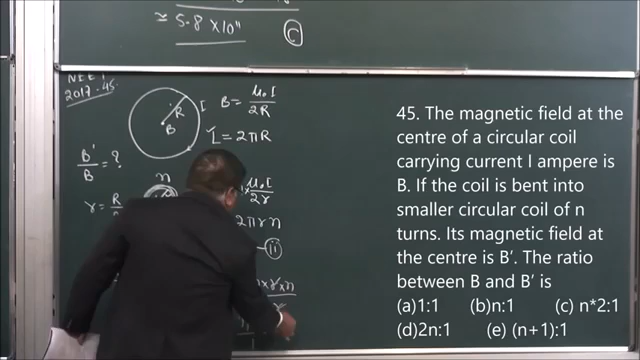 ≃ 5.8 × 10¹¹
Ⓒ
NEET
2017-45
R
I
B
B = μ₀I / 2R
L = 2πR
B'/B = ?
n
μ₀I / 2r
r = R
2πrn
ⓘⓘ
45. The magnetic field at the
centre of a circular coil
carrying current I ampere is
B. If the coil is bent into
smaller circular coil of n
turns. Its magnetic field at
the centre is B′. The ratio
between B and B′ is
(a)1:1 (b)n:1 (c) n*2:1
(d)2n:1 (e) (n+1):1